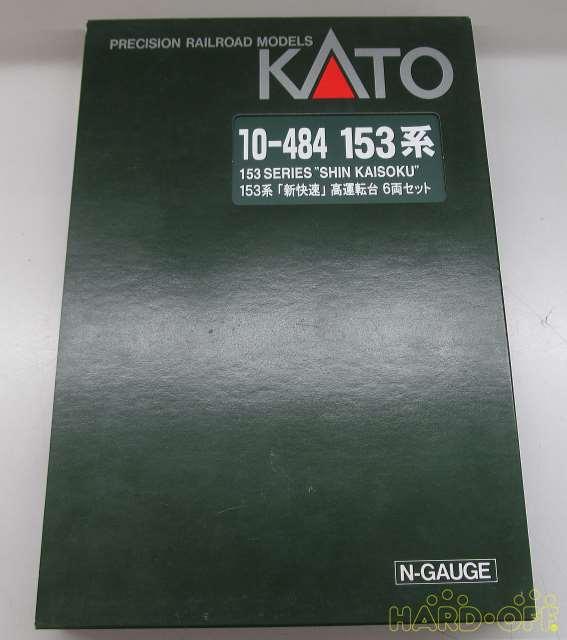 PRECISION RAILROAD MODELS
KATO
10-484 153系
153 SERIES "SHIN KAISOKU"
153系「新快速」高運転台 6両セット
N-GAUGE
HARD・OFF